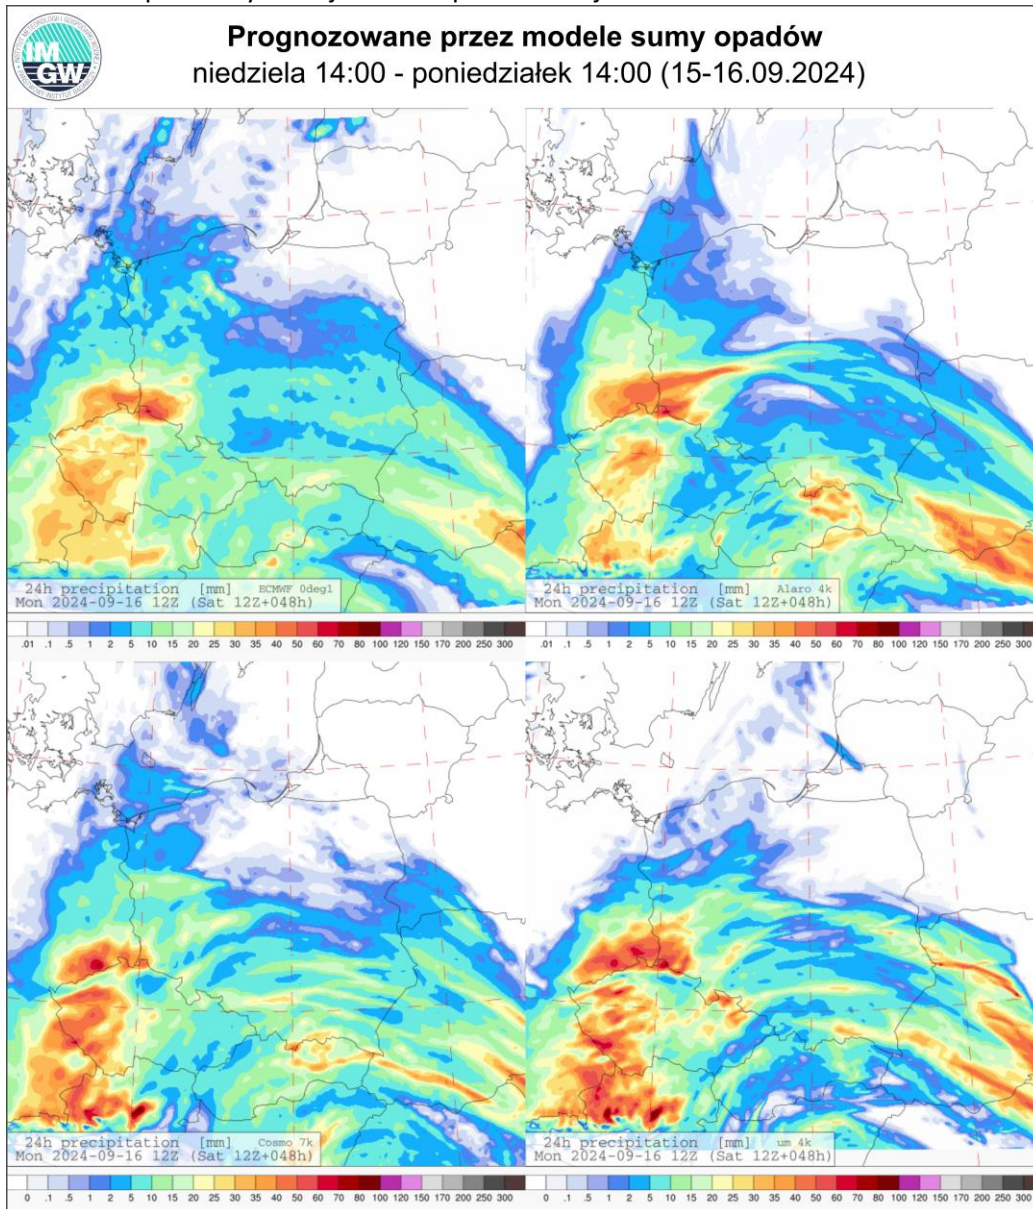 IMGW
Prognozowane przez modele sumy opadów
niedziela 14:00 - poniedziałek 14:00 (15-16.09.2024)
24h precipitation [mm] ECMWF 0deg1
Mon 2024-09-16 12Z (Sat 12Z+048h)
24h precipitation [mm] Alaro 4k
Mon 2024-09-16 12Z (Sat 12Z+048h)
.01 .1 .5 1 2 5 10 15 20 25 30 35 40 50 60 70 80 100 120 150 170 200 250 300
.01 .1 .5 1 2 5 10 15 20 25 30 35 40 50 60 70 80 100 120 150 170 200 250 300
24h precipitation [mm] Cosmo 7k
Mon 2024-09-16 12Z (Sat 12Z+048h)
24h precipitation [mm] um 4k
Mon 2024-09-16 12Z (Sat 12Z+048h)
0 .1 .5 1 2 5 10 15 20 25 30 35 40 50 60 70 80 100 120 150 170 200 250 300
0 .1 .5 1 2 5 10 15 20 25 30 35 40 50 60 70 80 100 120 150 170 200 250 300